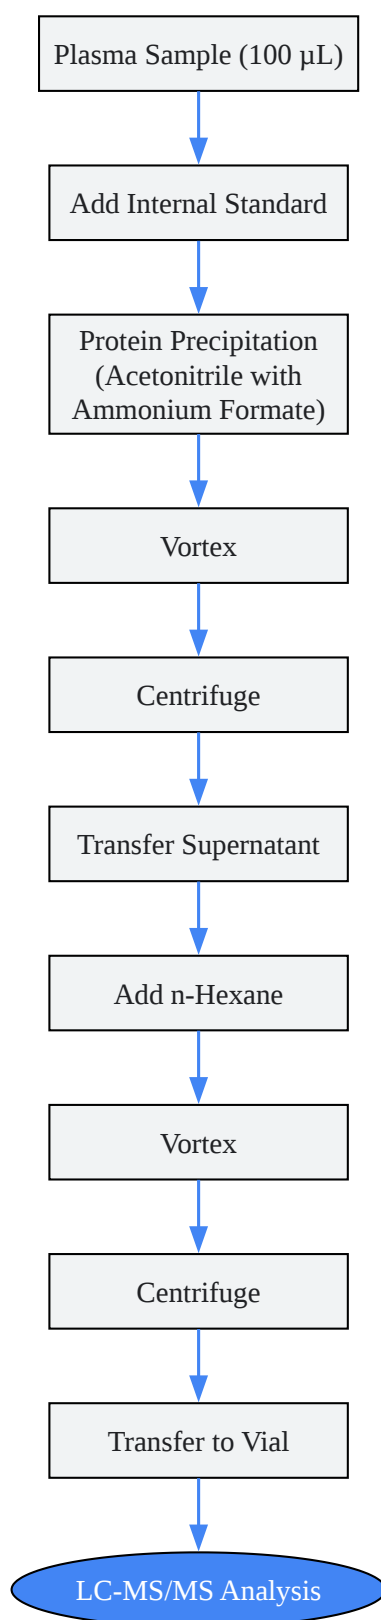 Plasma Sample (100 µL)
Add Internal Standard
Protein Precipitation
(Acetonitrile with
Ammonium Formate)
Vortex
Centrifuge
Transfer Supernatant
Add n-Hexane
Vortex
Centrifuge
Transfer to Vial
LC-MS/MS Analysis